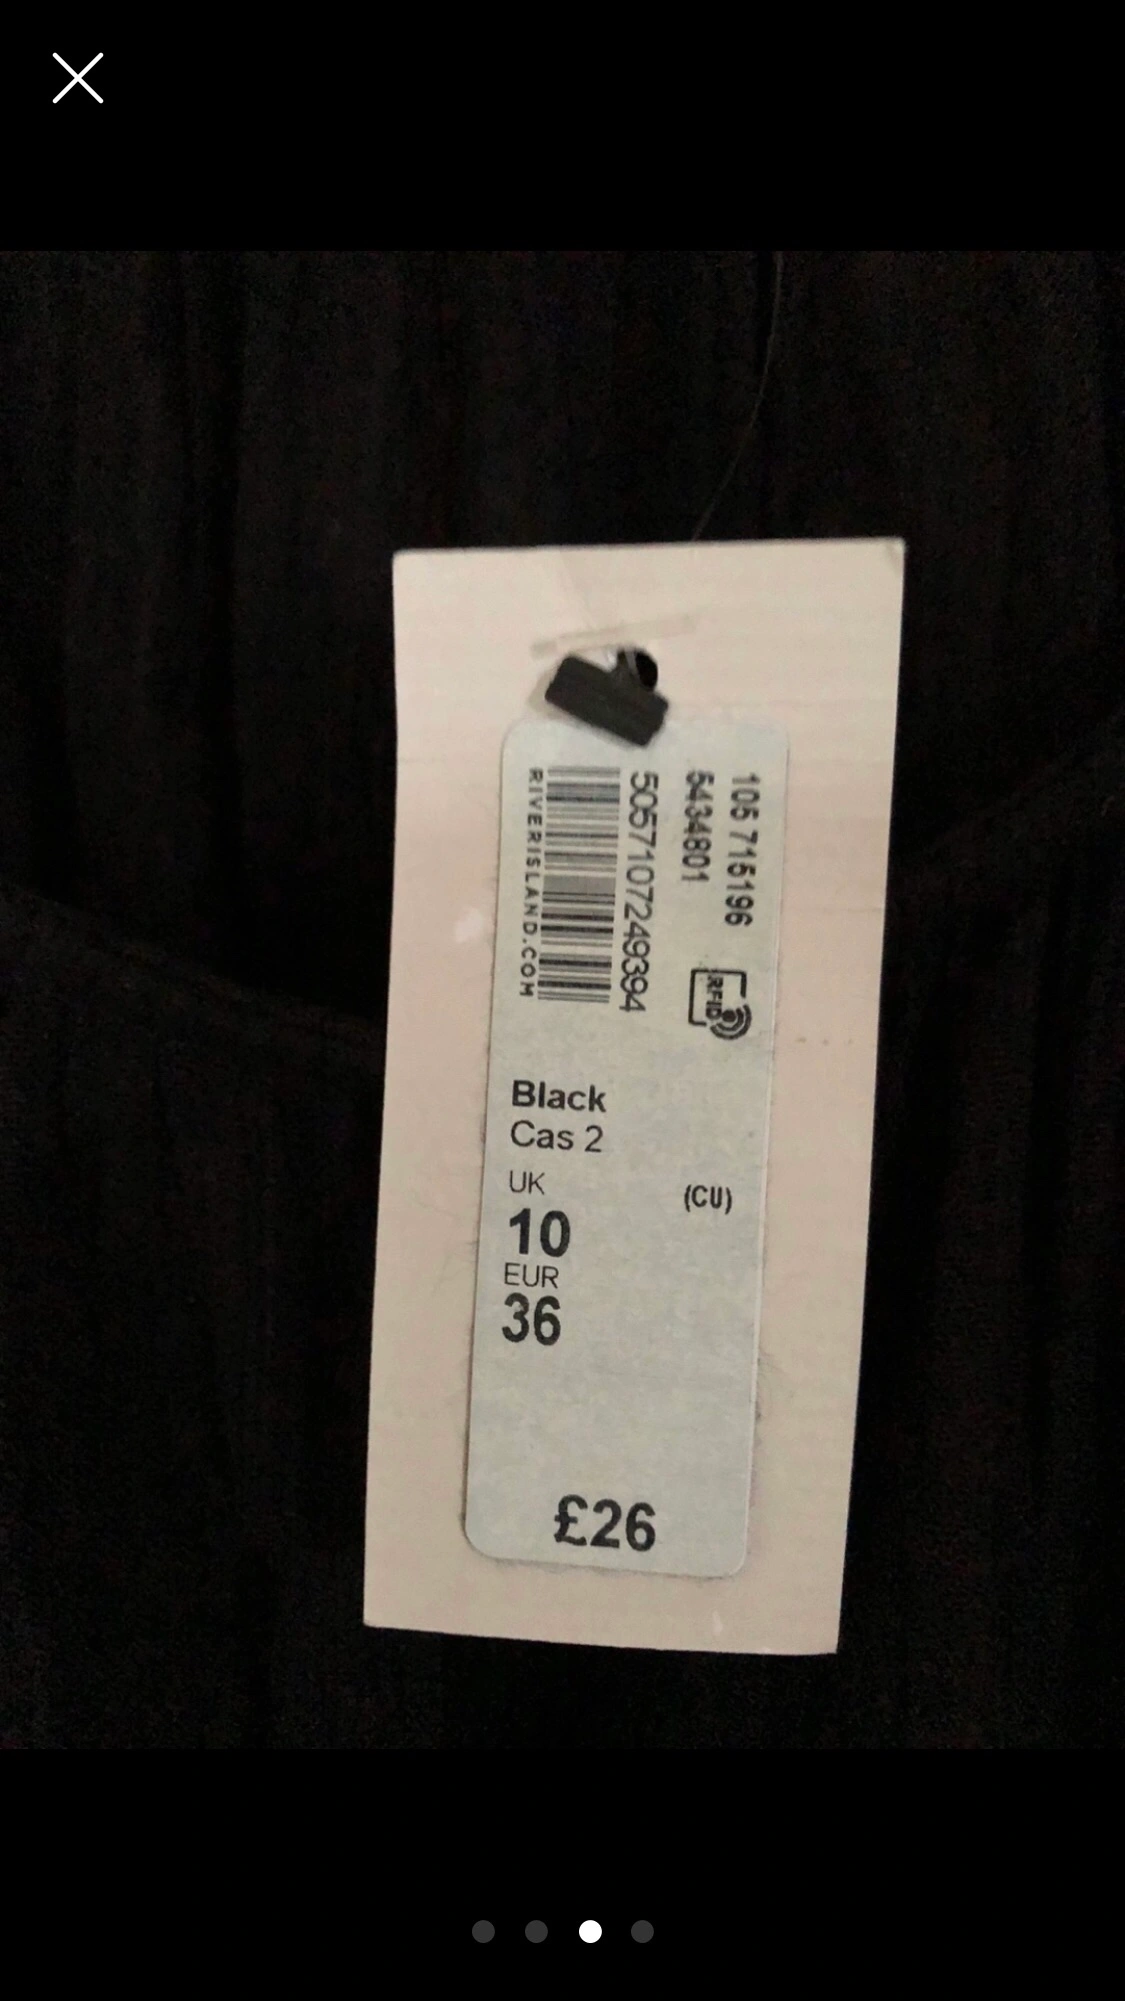 105 715196
5434801
5057107249394
RIVERISLAND.COM
RFID
Black
Cas 2
UK
(CU)
10
EUR
36
£26